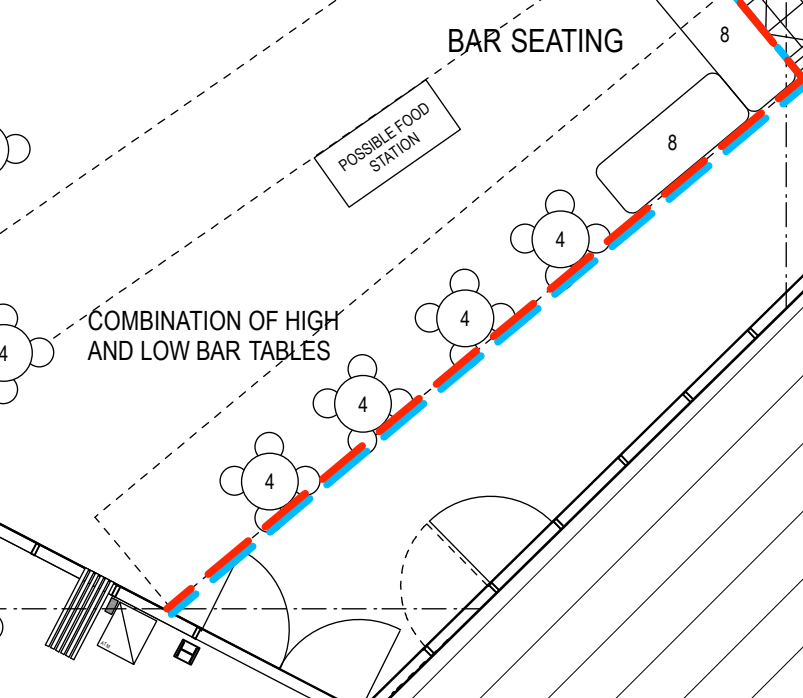 8
BAR SEATING
POSSIBLE FOOD
STATION
8
4
4
COMBINATION OF HIGH
AND LOW BAR TABLES
4
4
4
ATM